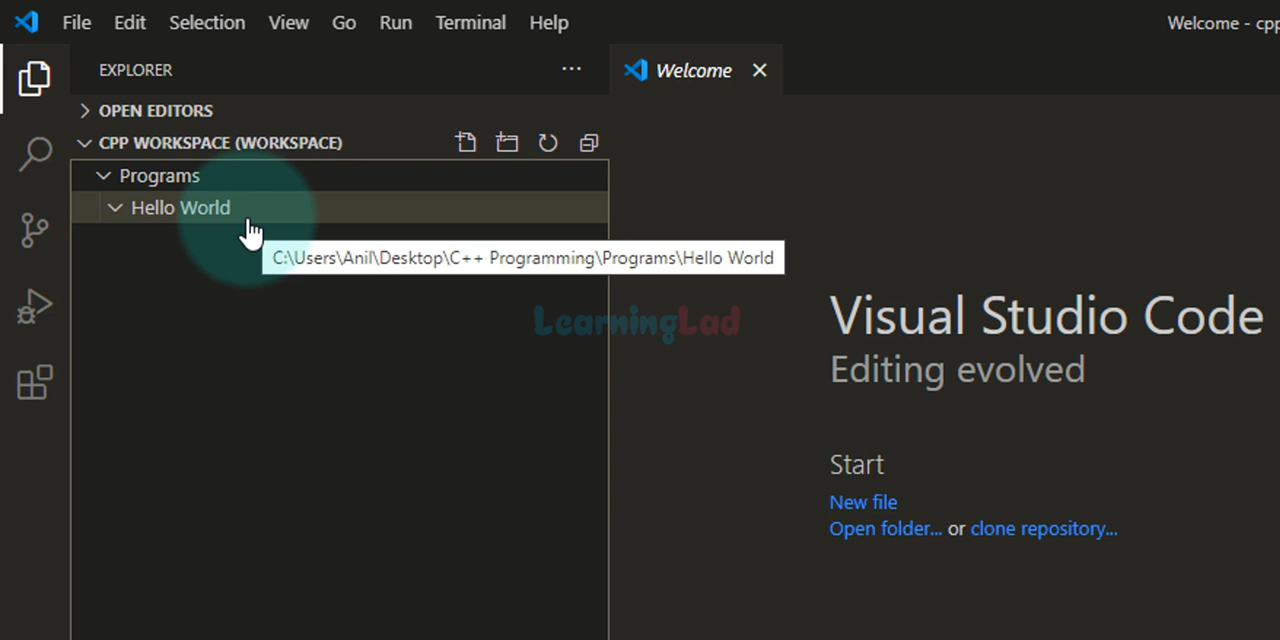 File Edit Selection View Go Run Terminal Help
Welcome - cpp
EXPLORER
Welcome
OPEN EDITORS
CPP WORKSPACE (WORKSPACE)
Programs
Hello World
C:\Users\Anil\Desktop\C++ Programming\Programs\Hello World
LearningLad
Visual Studio Code
Editing evolved
Start
New file
Open folder... or clone repository...